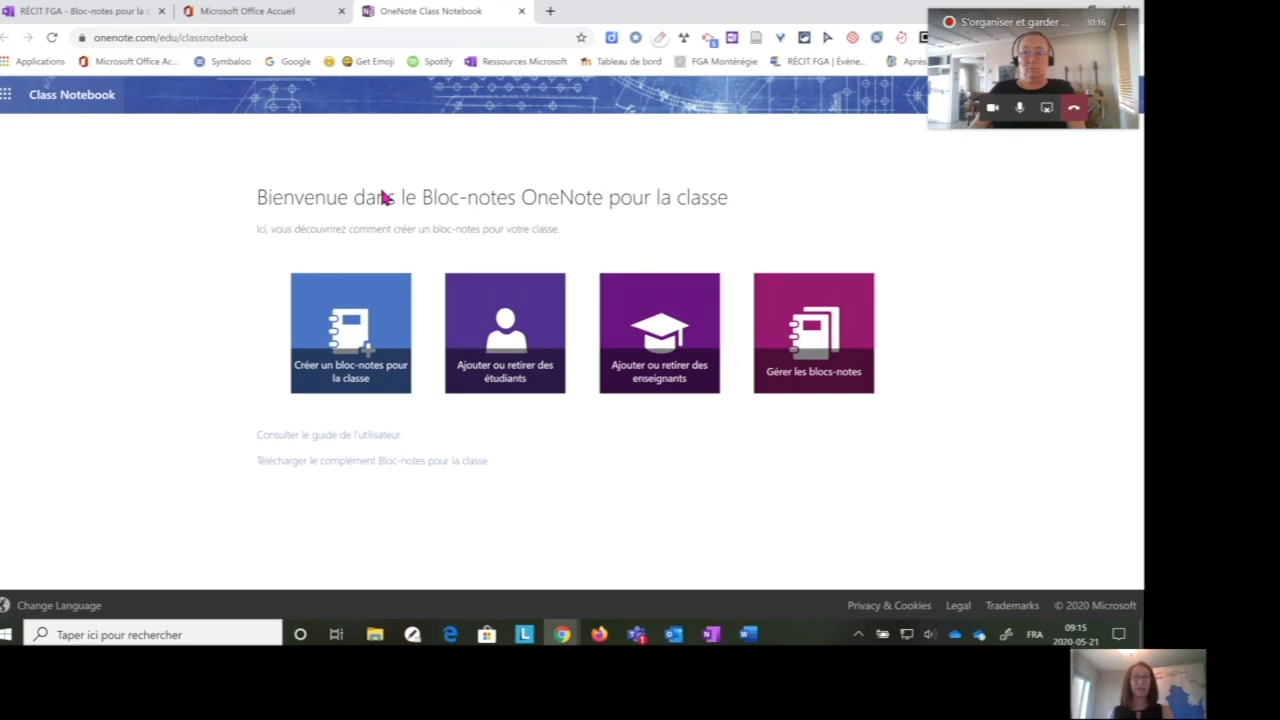 RÉCIT FGA - Bloc-notes pour la c
Microsoft Office Accueil
OneNote Class Notebook
onenote.com/edu/classnotebook
S'organiser et garder ...
30:16
Applications
Microsoft Office Ac...
Symbaloo
Google
Get Emoji
Spotify
Ressources Microsoft
Tableau de bord
FGA Montérégie
RÉCIT FGA | Évène...
Après
Class Notebook
Bienvenue dans le Bloc-notes OneNote pour la classe
Ici, vous découvrirez comment créer un bloc-notes pour votre classe.
Créer un bloc-notes pour
la classe
Ajouter ou retirer des
étudiants
Ajouter ou retirer des
enseignants
Gérer les blocs-notes
Consulter le guide de l'utilisateur
Télécharger le complément Bloc-notes pour la classe
Change Language
Privacy & Cookies
Legal
Trademarks
© 2020 Microsoft
Taper ici pour rechercher
FRA
09:15
2020-05-21